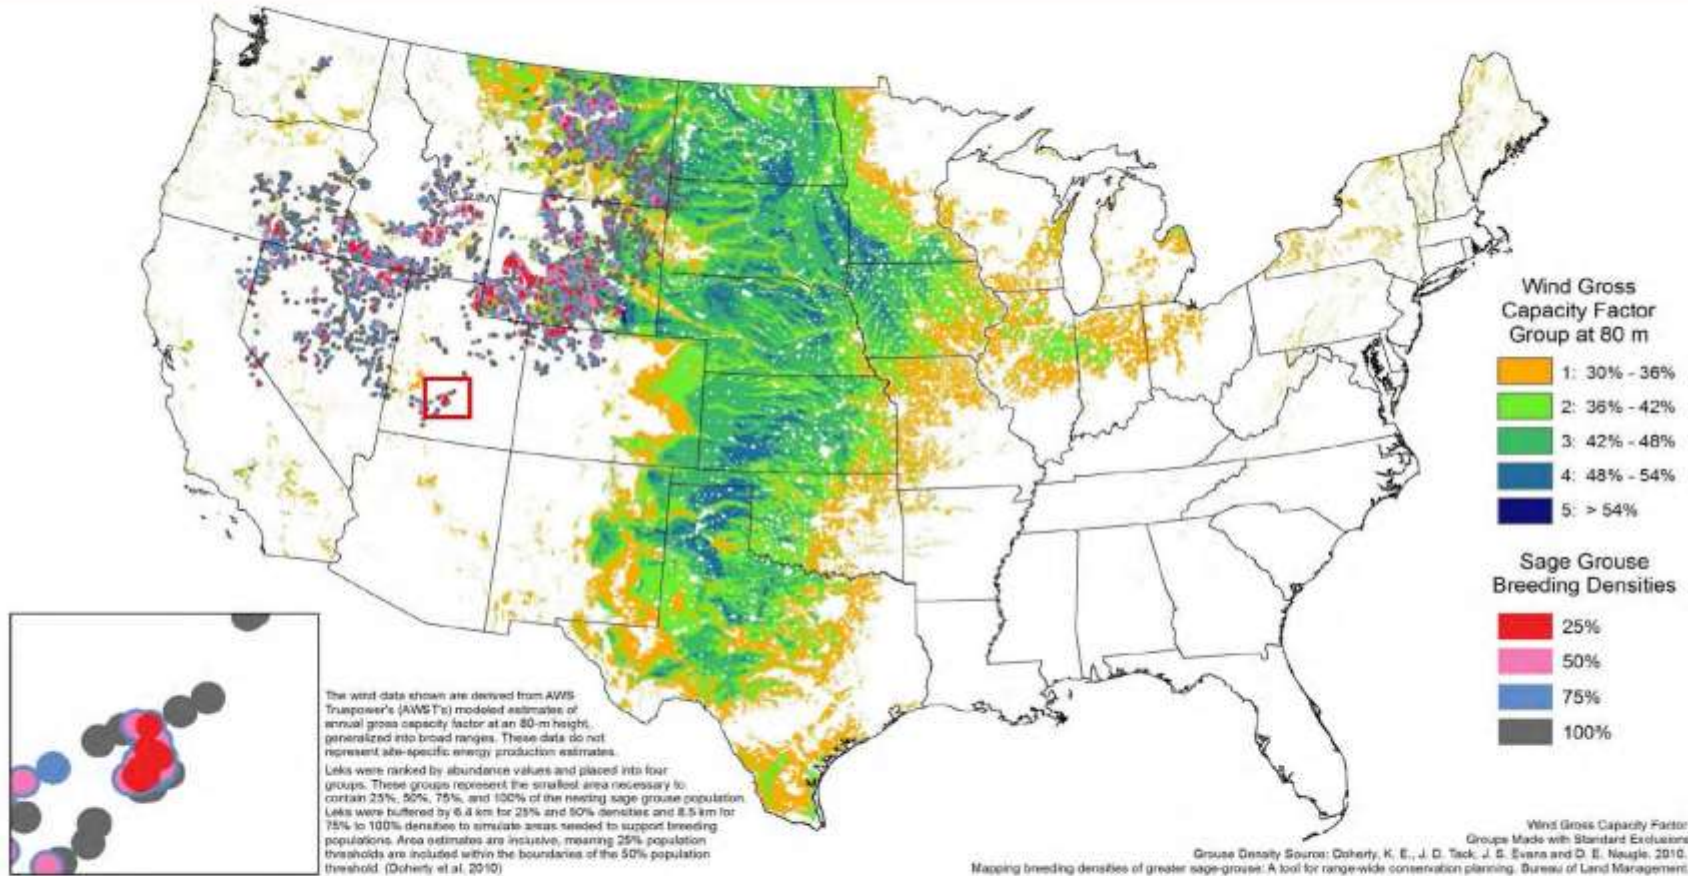 Wind Gross
Capacity Factor
Group at 80 m
1: 30% - 36%
2: 36% - 42%
3: 42% - 48%
4: 48% - 54%
5: > 54%
Sage Grouse
Breeding Densities
25%
50%
75%
100%
The wind data shown are derived from AWS
Truepower's (AWST's) modeled estimates of
annual gross capacity factor at an 80-m height,
generalized into broad ranges. These data do not
represent site-specific energy production estimates.
Leks were ranked by abundance values and placed into four
groups. These groups represent the smallest area necessary to
contain 25%, 50%, 75%, and 100% of the nesting sage grouse population.
Leks were buffered by 6.4 km for 25% and 50% densities and 8.5 km for
75% to 100% densities to simulate areas needed to support breeding
populations. Area estimates are inclusive, meaning 25% population
thresholds are included within the boundaries of the 50% population
threshold. (Doherty et al. 2010)
Wind Gross Capacity Factor
Groups Made with Standard Exclusions
Grouse Density Source: Doherty, K. E., J. D. Tack, J. S. Evans and D. E. Naugle. 2010.
Mapping breeding densities of greater sage-grouse: A tool for range-wide conservation planning. Bureau of Land Management